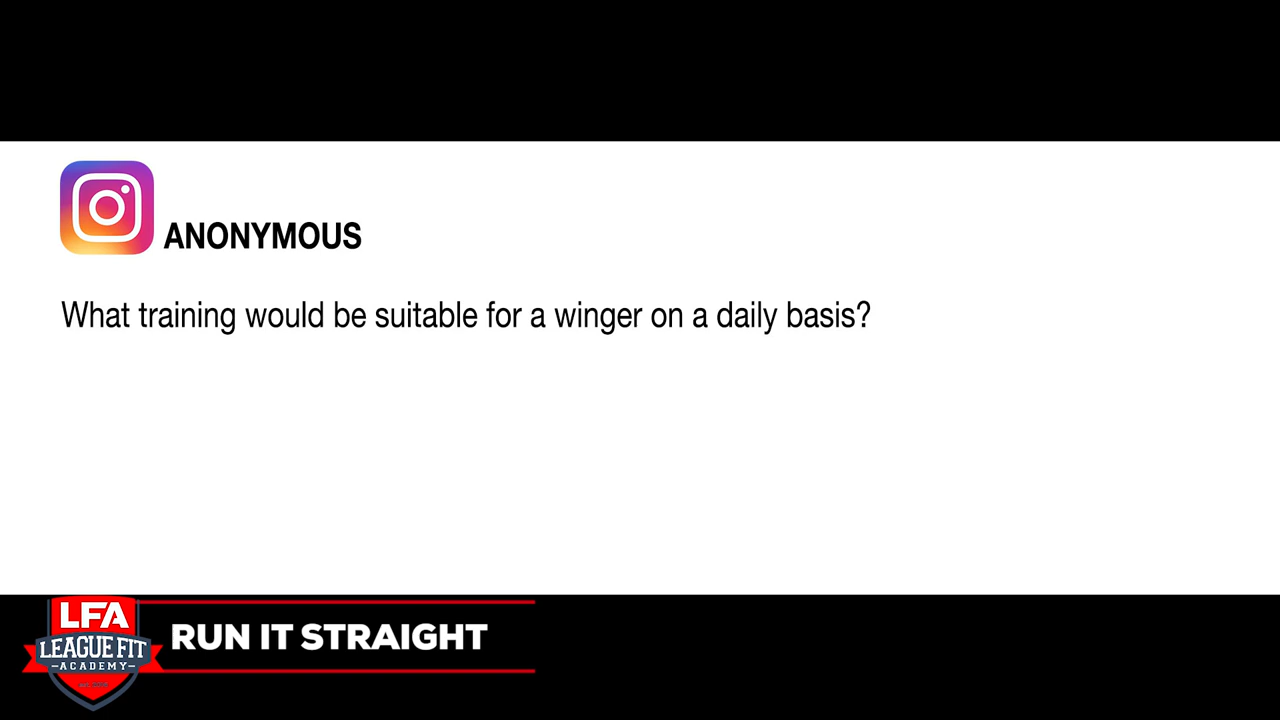 ANONYMOUS
What training would be suitable for a winger on a daily basis?
LFA
LEAGUE FIT
ACADEMY
RUN IT STRAIGHT